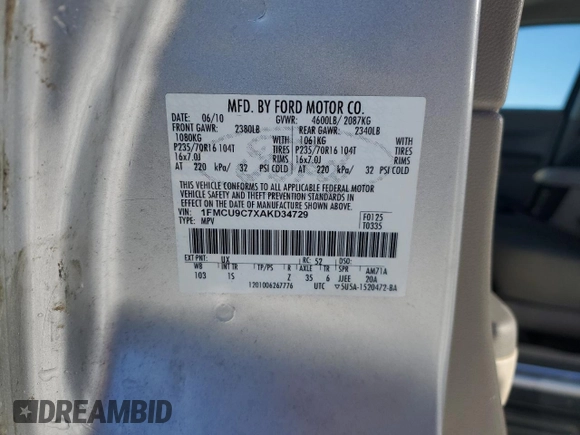 MFD. BY FORD MOTOR CO.
DATE: 06/10 GVWR: 4600LB/ 2087KG
FRONT GAWR: 2380LB REAR GAWR: 2340LB
1080KG WITH 1061KG WITH
P235/70R16 104T TIRES P235/70R16 104T TIRES
16x7.0J RIMS 16x7.0J RIMS
AT 220 kPa/ 32 PSI COLD AT 220 kPa/ 32 PSI COLD
THIS VEHICLE CONFORMS TO ALL APPLICABLE FEDERAL MOTOR
VEHICLE SAFETY AND THEFT PREVENTION STANDARDS IN
EFFECT ON THE DATE OF MANUFACTURE SHOWN ABOVE.
VIN: 1FMCU9C7XAKD34729 F0125
TYPE: MPV T0335
EXT PNT: UX RC: 52 DSO:
WB INT TR TP/PS R AXLE TR SPR AM71A
103 15 Z 35 6 JJEE 20A
1201006267776 UTC ▽5U5A-1520472-BA
DREAMBID